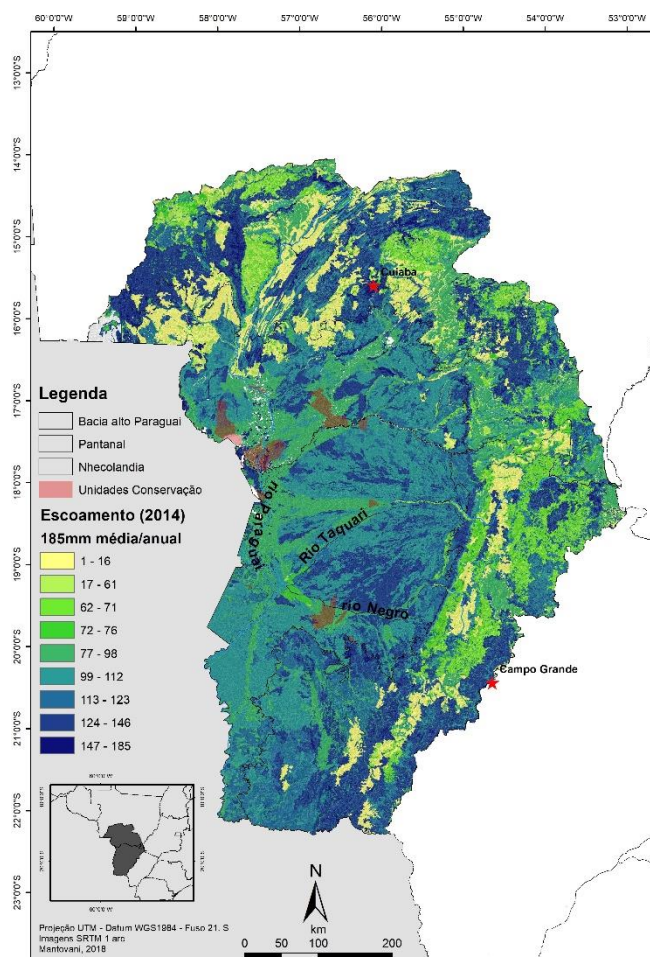 60°0'0"W 59°0'0"W 58°0'0"W 57°0'0"W 56°0'0"W 55°0'0"W 54°0'0"W 53°0'0"W
13°0'0"S
14°0'0"S
15°0'0"S
16°0'0"S
17°0'0"S
18°0'0"S
19°0'0"S
20°0'0"S
21°0'0"S
22°0'0"S
23°0'0"S
Cuiaba
rio Paraguai
Rio Taquari
rio Negro
Campo Grande
Legenda
Bacia alto Paraguai
Pantanal
Nhecolandia
Unidades Conservação
Escoamento (2014)
185mm média/anual
1 - 16
17 - 61
62 - 71
72 - 76
77 - 98
99 - 112
113 - 123
124 - 146
147 - 185
N
km
0 50 100 200
Projeção UTM - Datum WGS1984 - Fuso 21. S
Imagens SRTM 1 arc
Mantovani, 2018